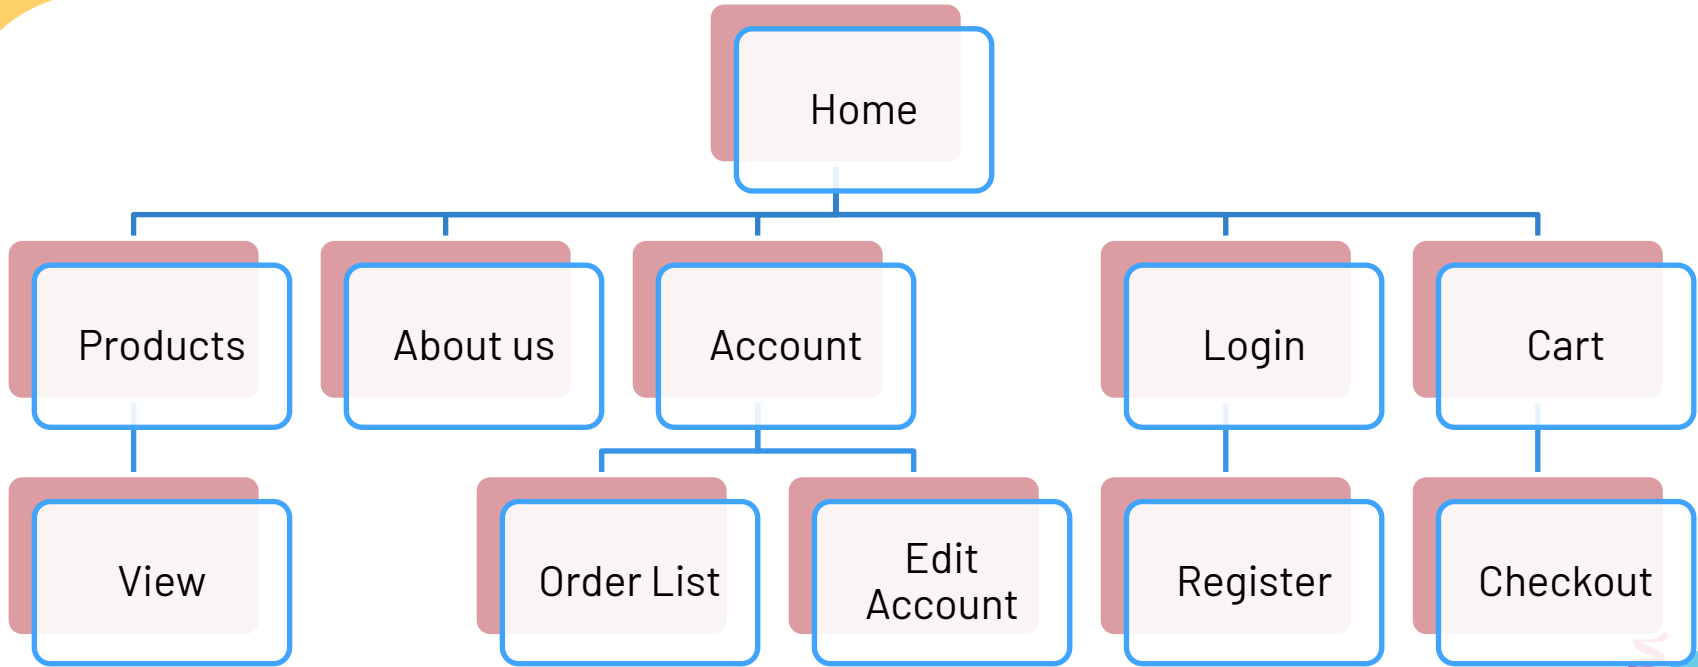 Home
Products
About us
Account
Login
Cart
View
Order List
Edit
Account
Register
Checkout